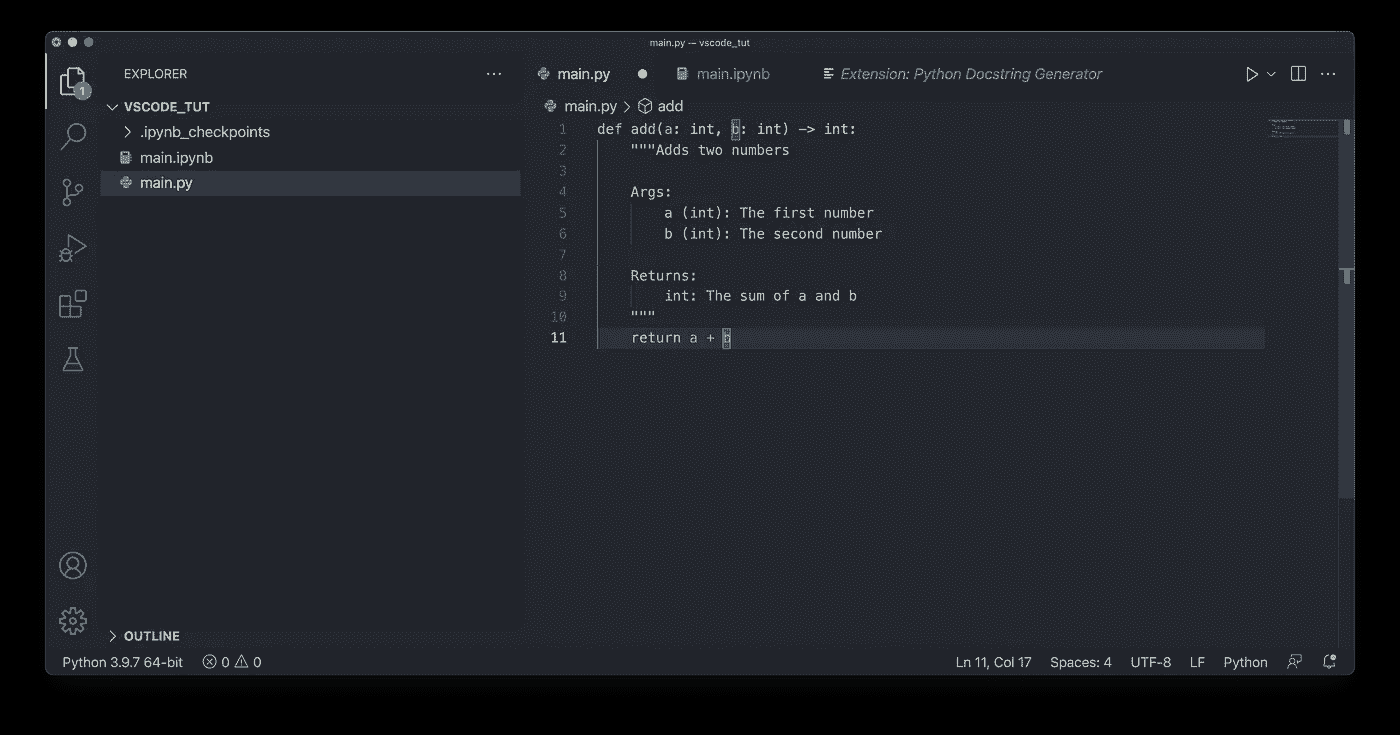 main.py — vscode_tut
EXPLORER
1
VSCODE_TUT
.ipynb_checkpoints
main.ipynb
main.py
OUTLINE
main.py main.ipynb Extension: Python Docstring Generator
main.py > add
1 def add(a: int, b: int) -> int:
2 """Adds two numbers
3
4 Args:
5 a (int): The first number
6 b (int): The second number
7
8 Returns:
9 int: The sum of a and b
10 """
11 return a + b
Python 3.9.7 64-bit 0 0 Ln 11, Col 17 Spaces: 4 UTF-8 LF Python